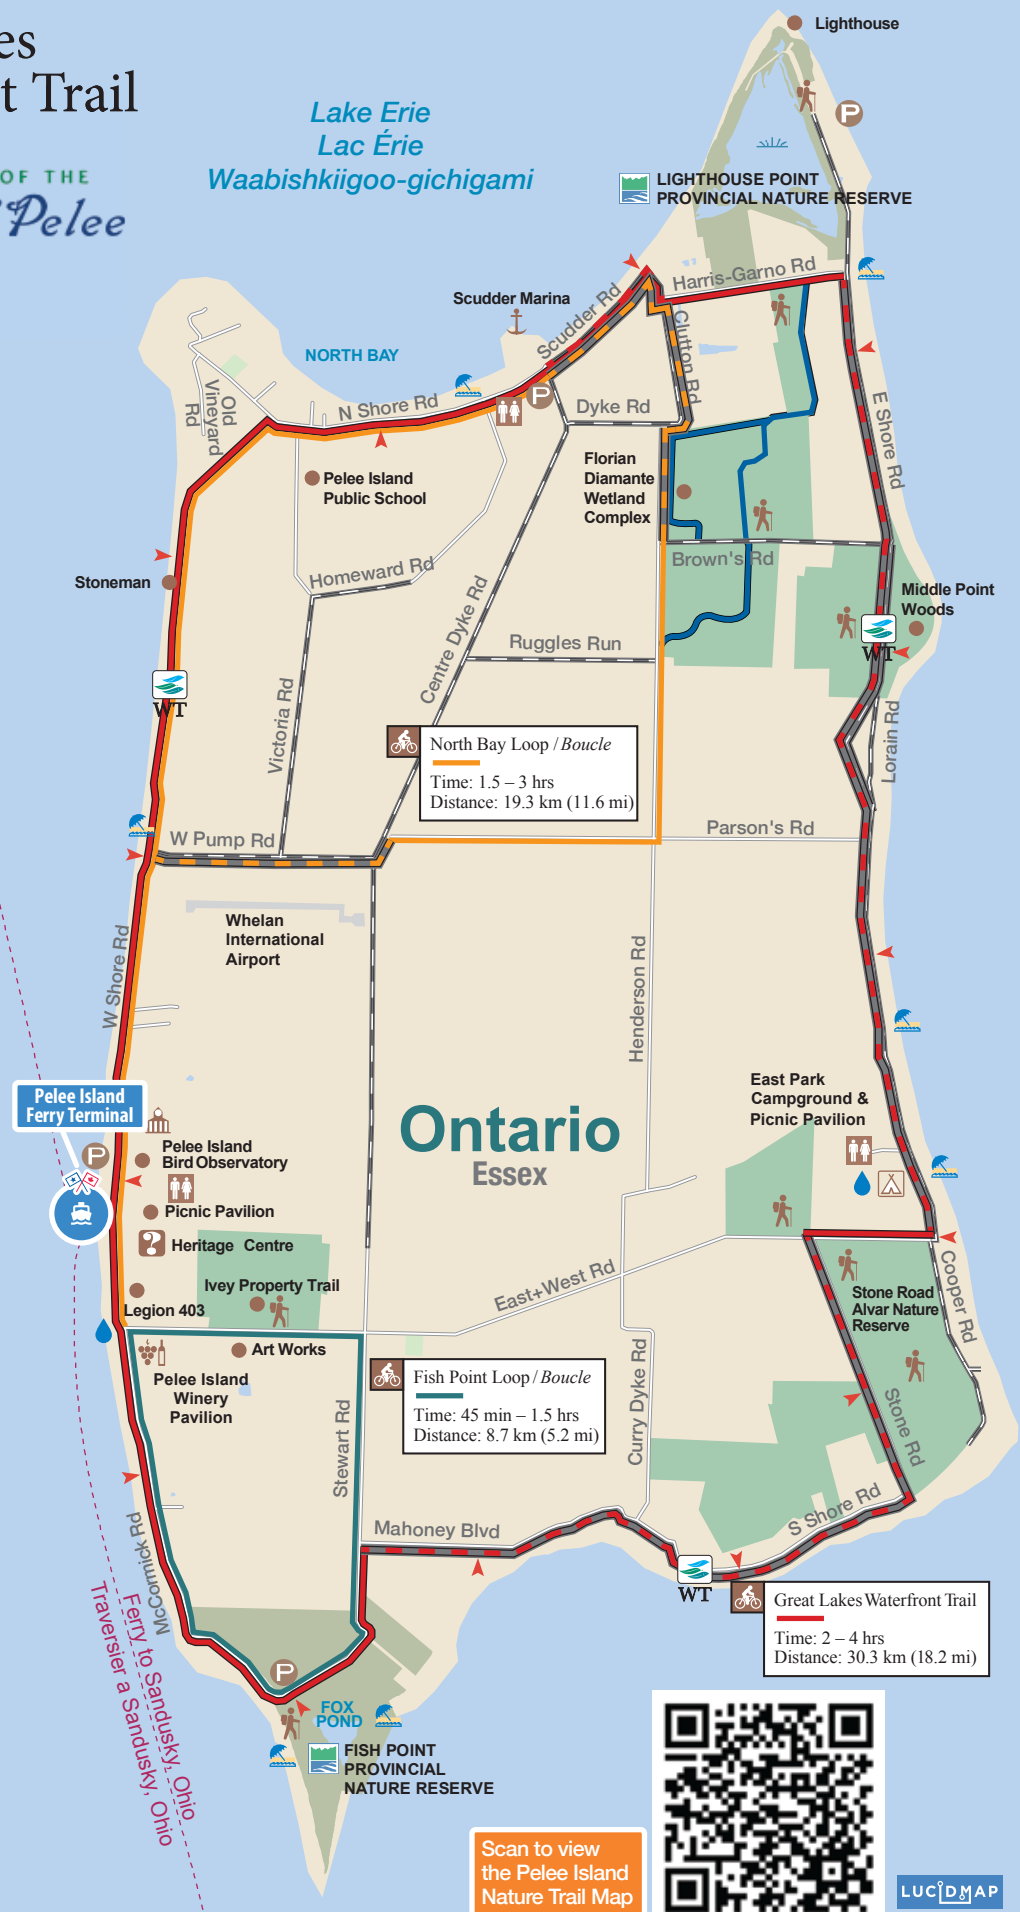 es
t Trail
OF THE
Pelee
Lake Erie
Lac Érie
Waabishkiigoo-gichigami
Lighthouse
P
LIGHTHOUSE POINT
PROVINCIAL NATURE RESERVE
Harris-Garno Rd
Scudder Rd
Scudder Marina
NORTH BAY
Clutton Rd
N Shore Rd
P
Dyke Rd
Old
Vineyard
Rd
E Shore Rd
Florian
Diamante
Wetland
Complex
Pelee Island
Public School
Brown's Rd
Homeward Rd
Stoneman
Middle Point
Woods
WT
Centre Dyke Rd
Ruggles Run
WT
Victoria Rd
Lorain Rd
North Bay Loop / Boucle
Time: 1.5 – 3 hrs
Distance: 19.3 km (11.6 mi)
W Pump Rd
Parson's Rd
Whelan
International
Airport
W Shore Rd
Henderson Rd
Pelee Island
Ferry Terminal
East Park
Campground &
Picnic Pavilion
Ontario
Essex
P
Pelee Island
Bird Observatory
Picnic Pavilion
?
Heritage Centre
Ivey Property Trail
Legion 403
East+West Rd
Cooper Rd
Stone Road
Alvar Nature
Reserve
Art Works
Pelee Island
Winery
Pavilion
Fish Point Loop / Boucle
Time: 45 min – 1.5 hrs
Distance: 8.7 km (5.2 mi)
Stewart Rd
Curry Dyke Rd
Stone Rd
S Shore Rd
Mahoney Blvd
McCormick Rd
WT
Great Lakes Waterfront Trail
Time: 2 – 4 hrs
Distance: 30.3 km (18.2 mi)
Ferry to Sandusky, Ohio
Traversier a Sandusky, Ohio
P
FOX
POND
FISH POINT
PROVINCIAL
NATURE RESERVE
Scan to view
the Pelee Island
Nature Trail Map
LUCIDMAP